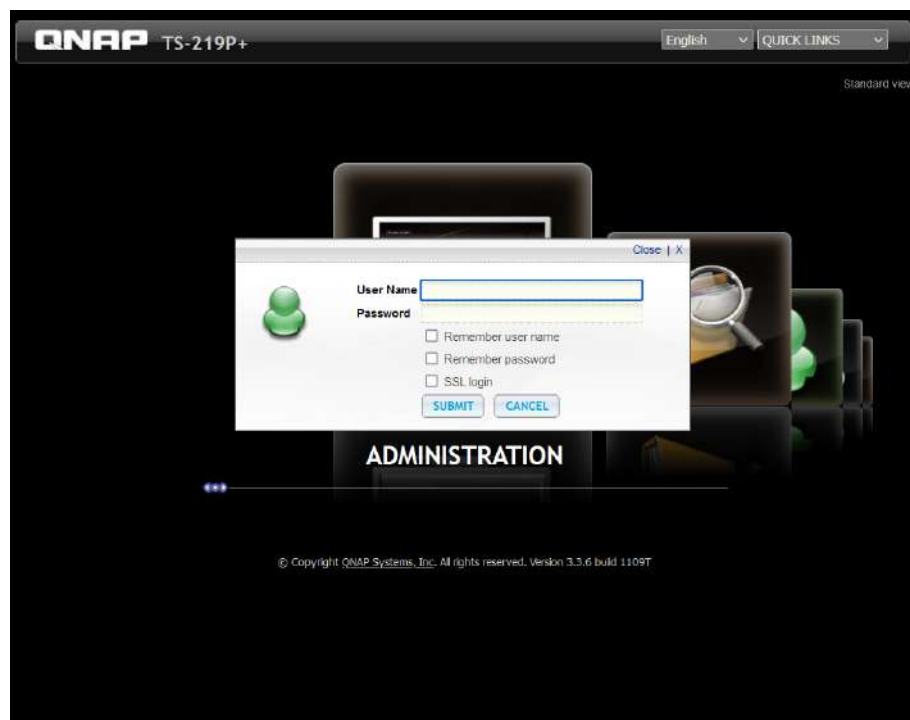 QNAP TS-219P+
English QUICK LINKS
Standard view
Close | X
User Name
Password
Remember user name
Remember password
SSL login
SUBMIT CANCEL
ADMINISTRATION
© Copyright QNAP Systems, Inc. All rights reserved. Version 3.3.6 build 1109T